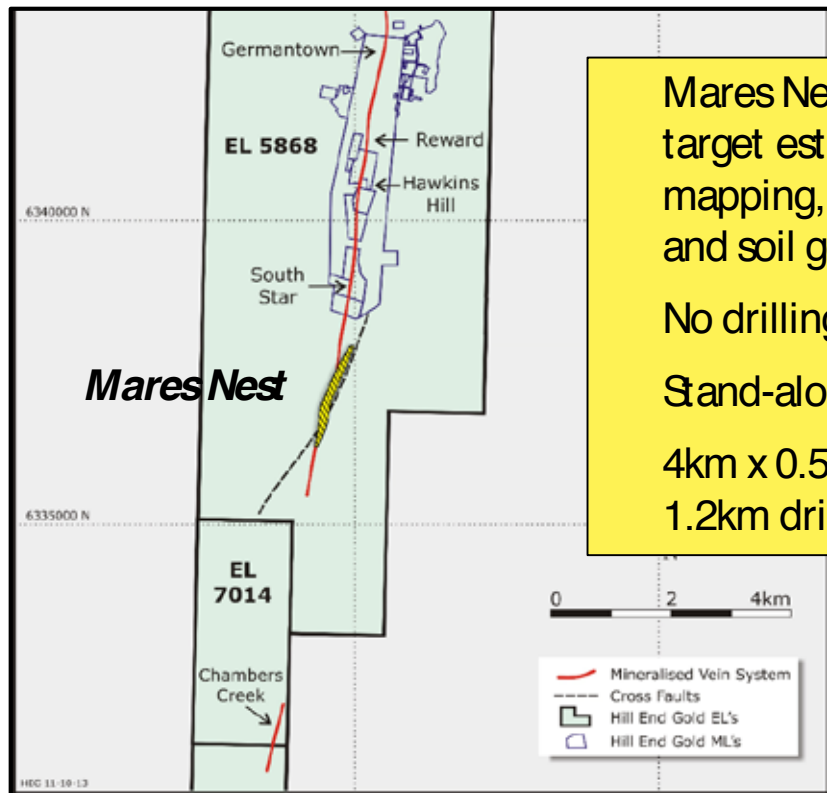 Germantown
EL 5868
Reward
Hawkins
Hill
6340000 N
South
Star
Mares Nest
6335000 N
EL
7014
Chambers
Creek
HEG 11-10-13
Mares Ne
target est
mapping,
and soil g
No drilling
Stand-alo
4km x 0.5
1.2km dri
N
0 2 4km
Mineralised Vein System
Cross Faults
Hill End Gold EL's
Hill End Gold ML's